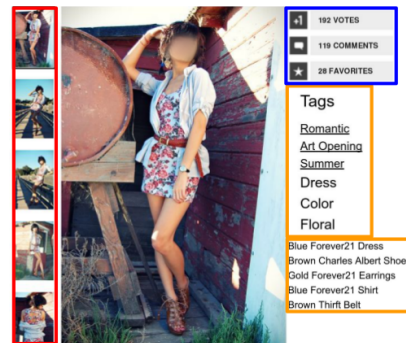 +1 192 VOTES
119 COMMENTS
28 FAVORITES
Tags
Romantic
Art Opening
Summer
Dress
Color
Floral
Blue Forever21 Dress
Brown Charles Albert Shoe
Gold Forever21 Earrings
Blue Forever21 Shirt
Brown Thirft Belt